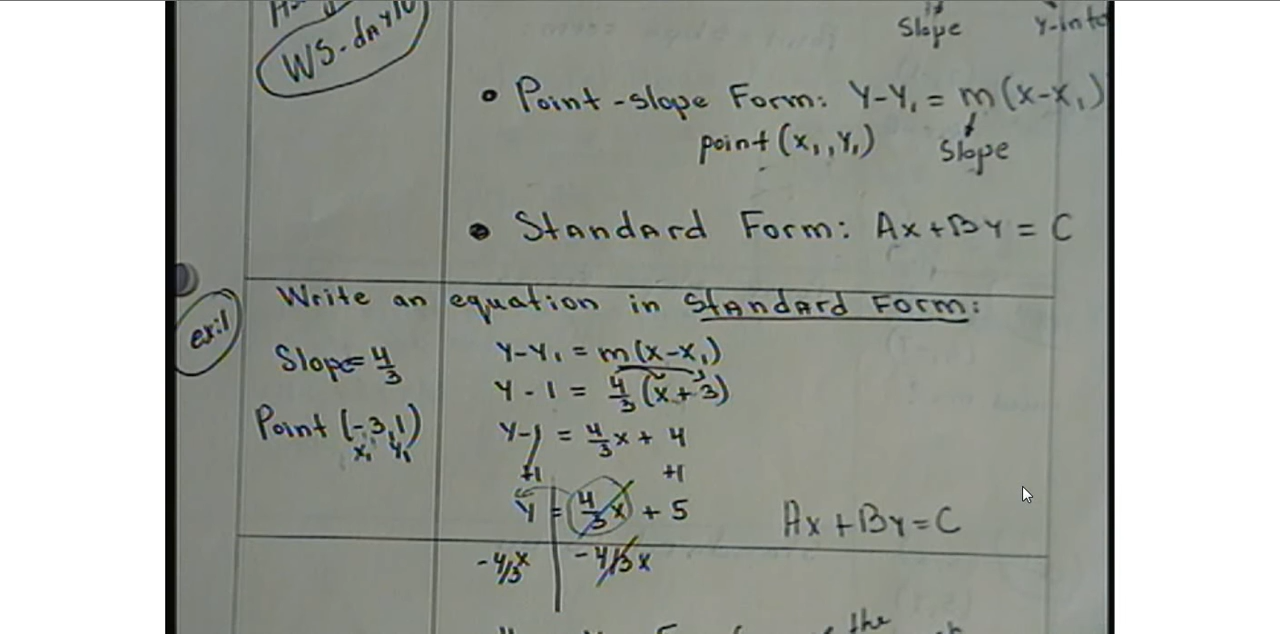 WS-day10
Slope
Y-int
• Point-slope Form: Y-Y₁ = m(x-x₁)
point (x₁, Y₁)
Slope
• Standard Form: Ax+By = C
ex:1
Write an equation in Standard Form:
Slope = 4/3
Point (-3,1)
x₁ Y₁
Y-Y₁ = m(x-x₁)
Y-1 = 4/3(x+3)
Y-1 = 4/3x + 4
+1 +1
Y = 4/3x + 5
Ax+By=C
-4/3x -4/3x
the